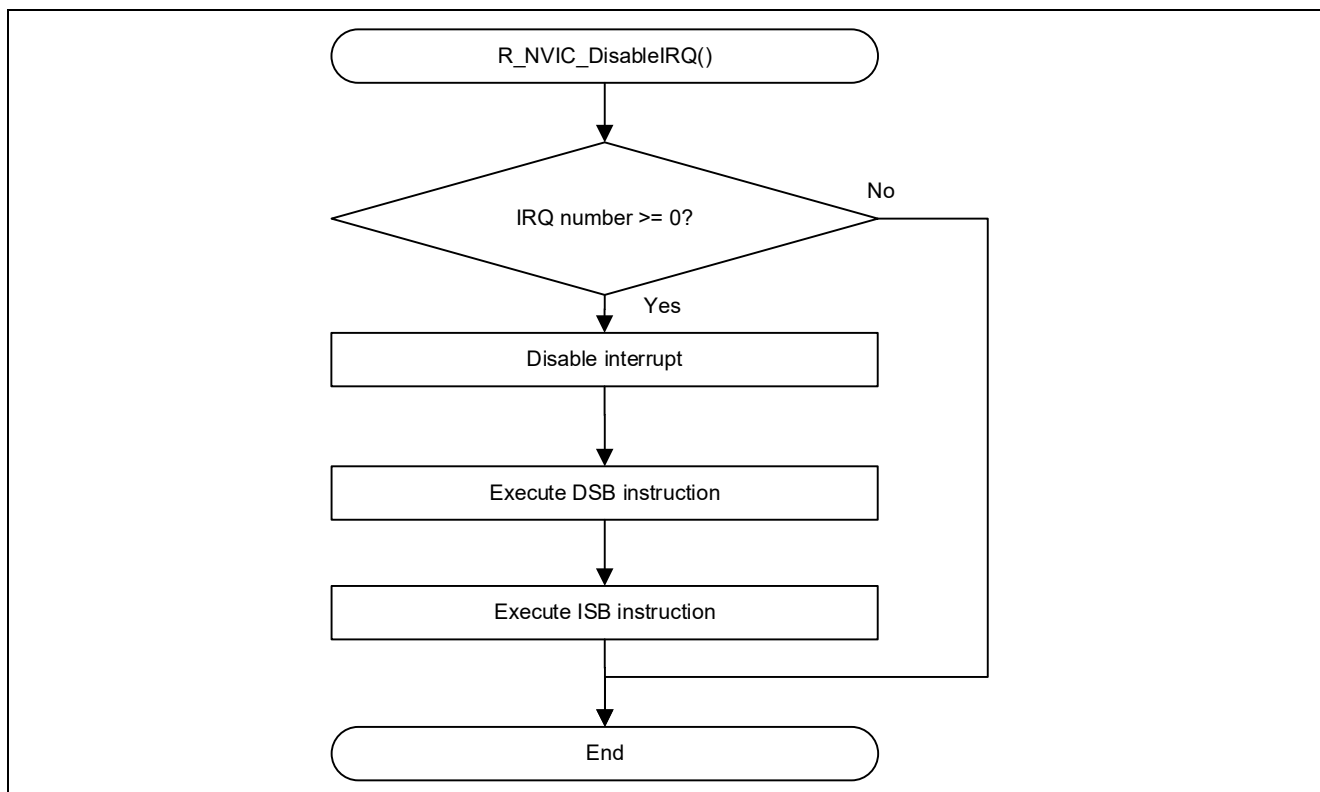 R_NVIC_DisableIRQ()
IRQ number >= 0?
No
Yes
Disable interrupt
Execute DSB instruction
Execute ISB instruction
End